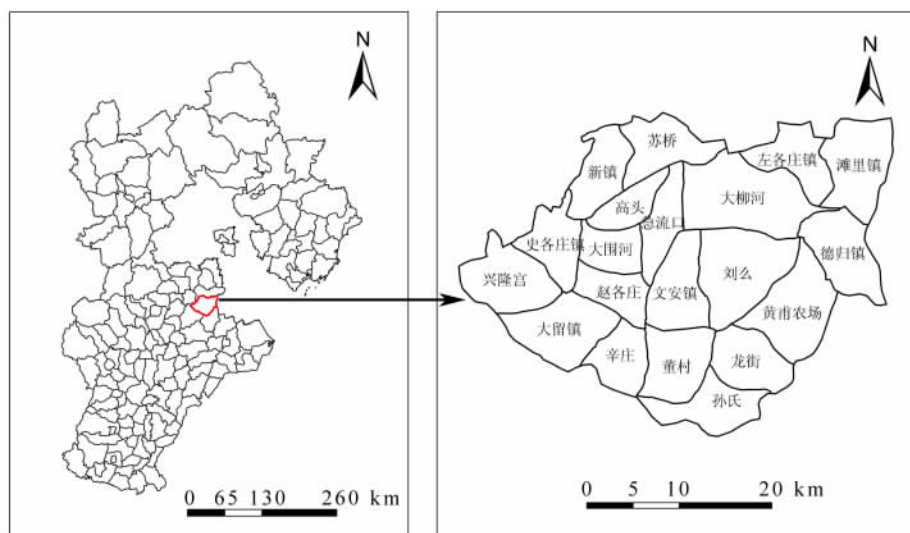 N
0 65 130 260 km
N
苏桥
新镇
左各庄镇
滩里镇
高头
大柳河
急流口
史各庄镇
大围河
德归镇
兴隆宫
赵各庄
文安镇
刘么
黄甫农场
大留镇
辛庄
董村
龙街
孙氏
0 5 10 20 km